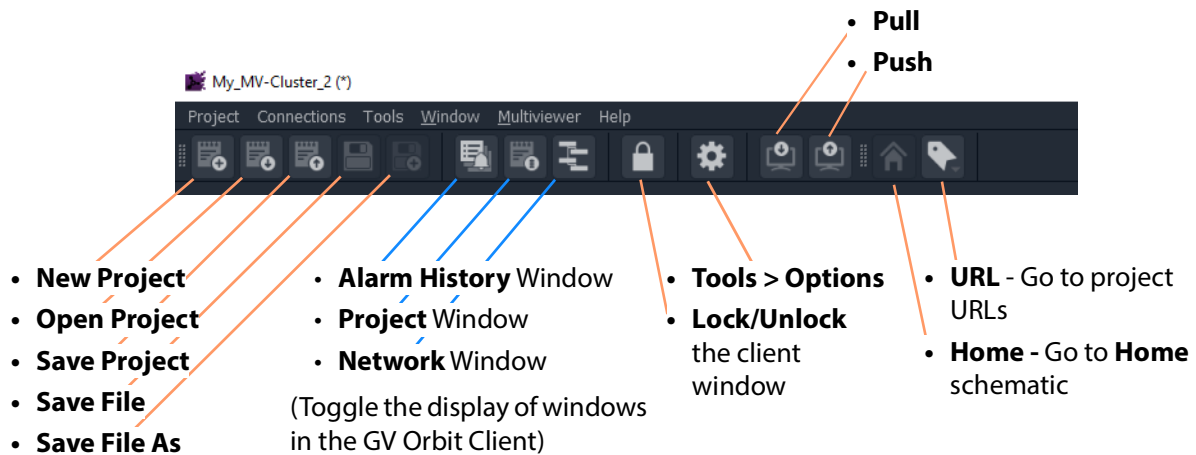 • Pull
• Push
My_MV-Cluster_2 (*)
Project Connections Tools Window Multiviewer Help
• New Project
• Open Project
• Save Project
• Save File
• Save File As
• Alarm History Window
• Project Window
• Network Window
(Toggle the display of windows
in the GV Orbit Client)
• Tools > Options
• Lock/Unlock
the client
window
• URL - Go to project
URLs
• Home - Go to Home
schematic